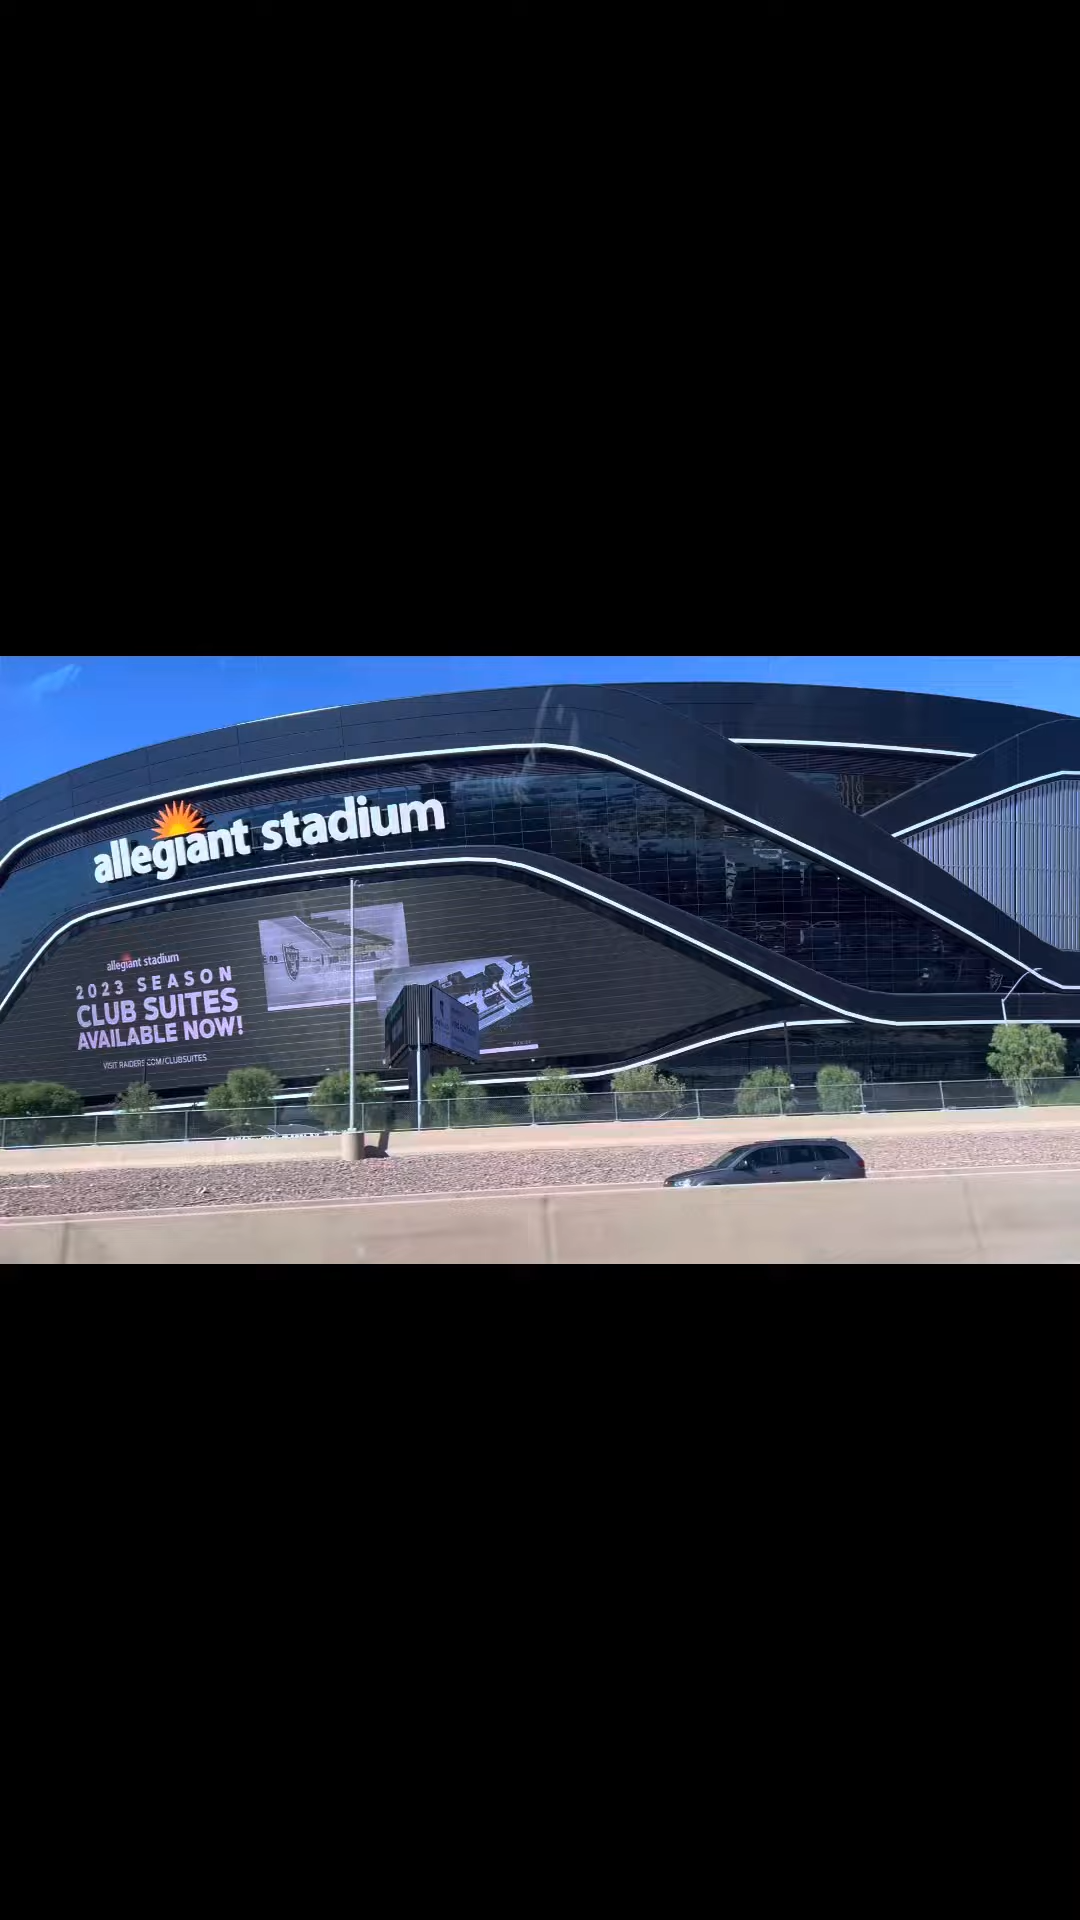 allegiant stadium
allegiant stadium
2023 SEASON
CLUB SUITES
AVAILABLE NOW!
VISIT RAIDERS.COM/CLUBSUITES